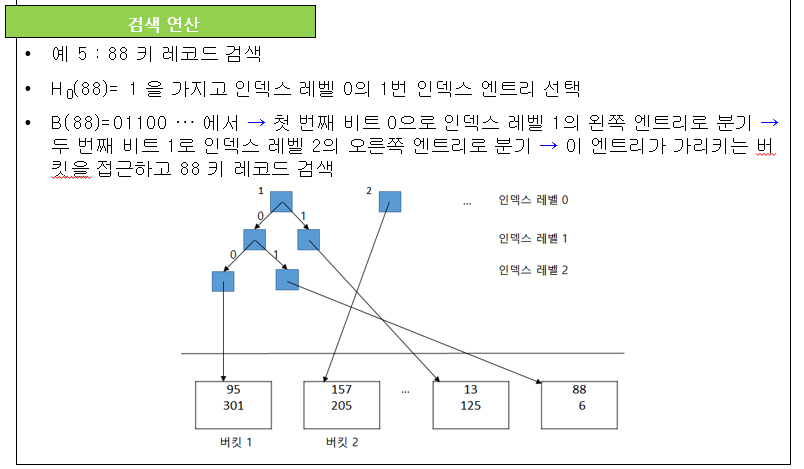 검색 연산
• 예 5 : 88 키 레코드 검색
• H0(88)= 1 을 가지고 인덱스 레벨 0의 1번 인덱스 엔트리 선택
• B(88)=01100 … 에서 → 첫 번째 비트 0으로 인덱스 레벨 1의 왼쪽 엔트리로 분기 →
두 번째 비트 1로 인덱스 레벨 2의 오른쪽 엔트리로 분기 → 이 엔트리가 가리키는 버
킷을 접근하고 88 키 레코드 검색
1 2 … 인덱스 레벨 0
0 1
인덱스 레벨 1
0 1
인덱스 레벨 2
95 157 … 13 88
301 205 125 6
버킷 1 버킷 2